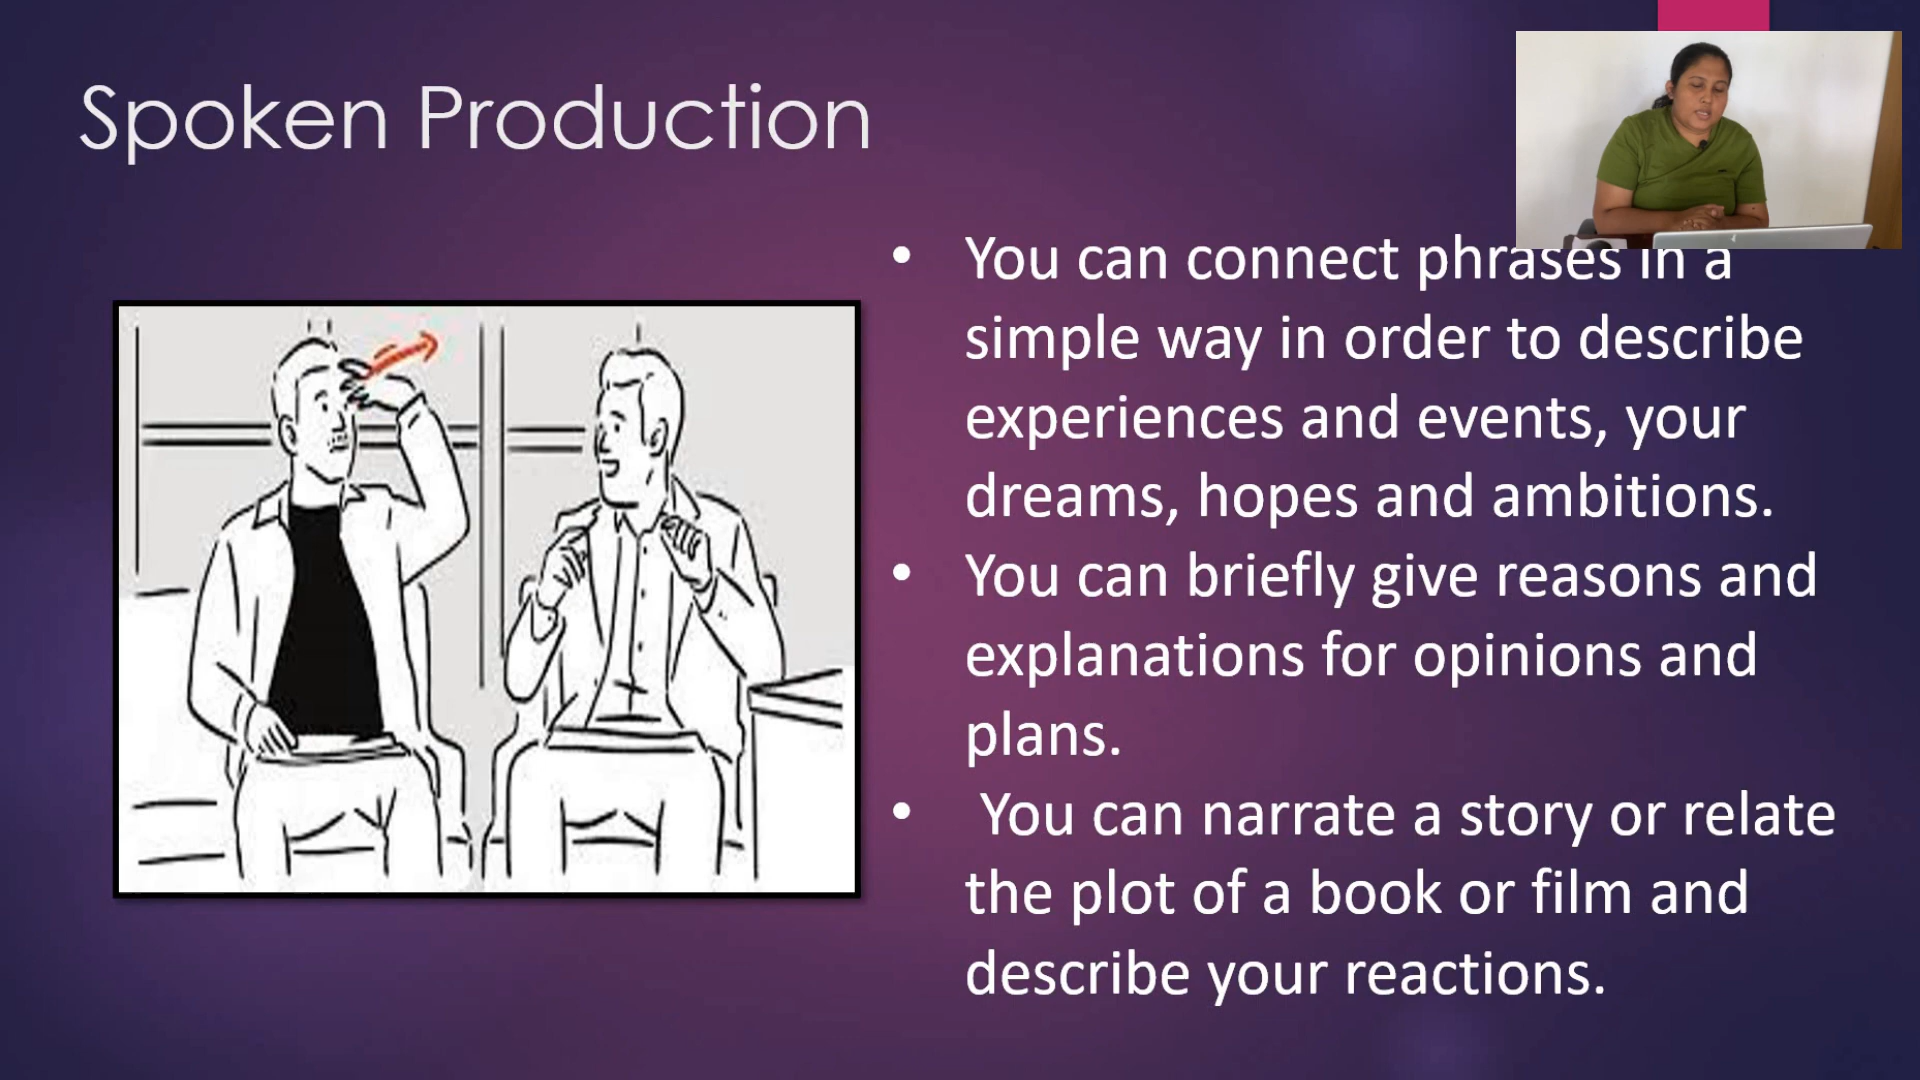 Spoken Production
• You can connect phrases in a
simple way in order to describe
experiences and events, your
dreams, hopes and ambitions.
• You can briefly give reasons and
explanations for opinions and
plans.
• You can narrate a story or relate
the plot of a book or film and
describe your reactions.